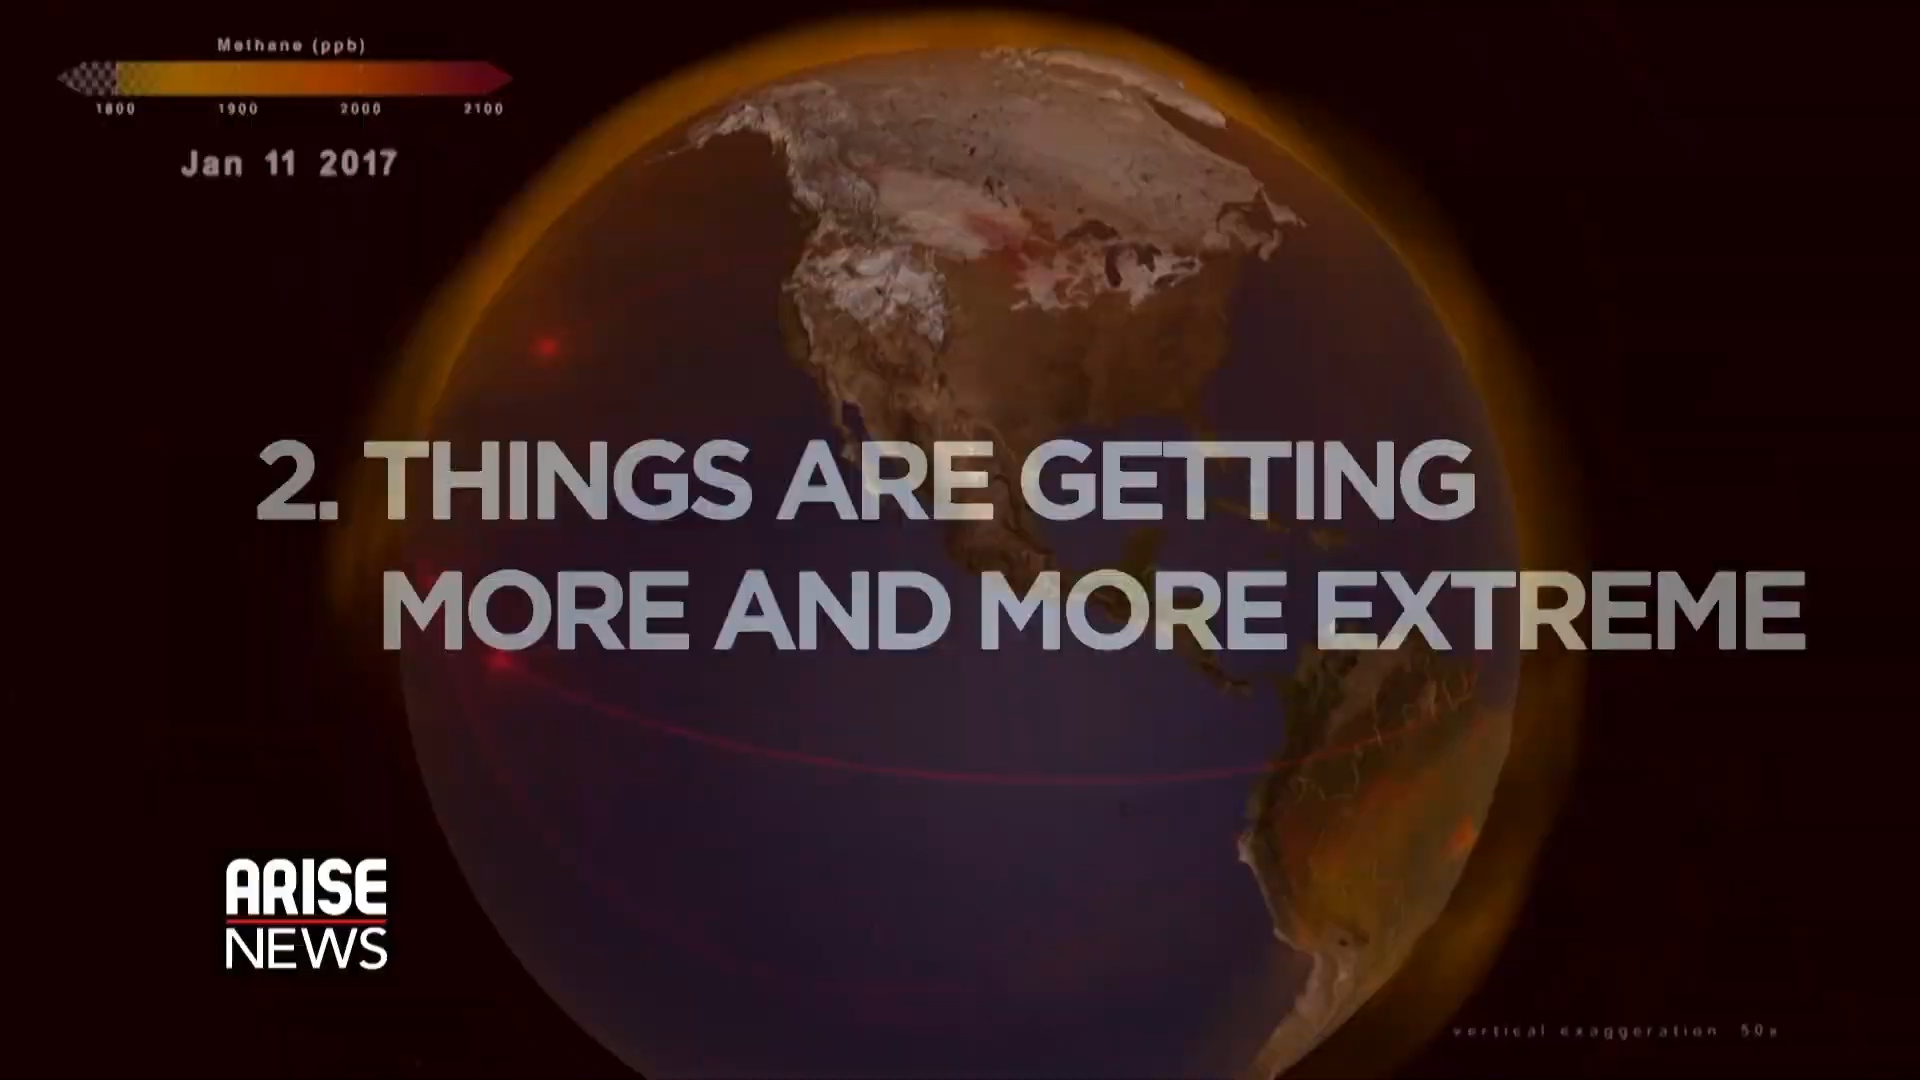 Methane (ppb)
1800 1900 2000 2100
Jan 11 2017
2. THINGS ARE GETTING
MORE AND MORE EXTREME
ARISE
NEWS
vertical exaggeration 50x